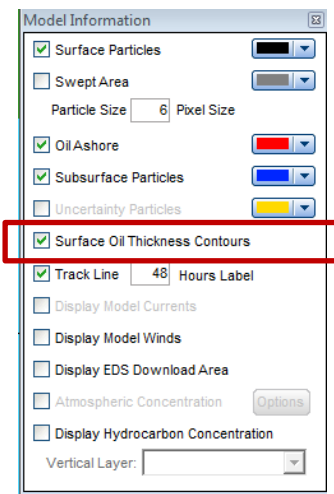 Model Information
Surface Particles
Swept Area
Particle Size 6 Pixel Size
Oil Ashore
Subsurface Particles
Uncertainty Particles
Surface Oil Thickness Contours
Track Line 48 Hours Label
Display Model Currents
Display Model Winds
Display EDS Download Area
Atmospheric Concentration Options
Display Hydrocarbon Concentration
Vertical Layer: